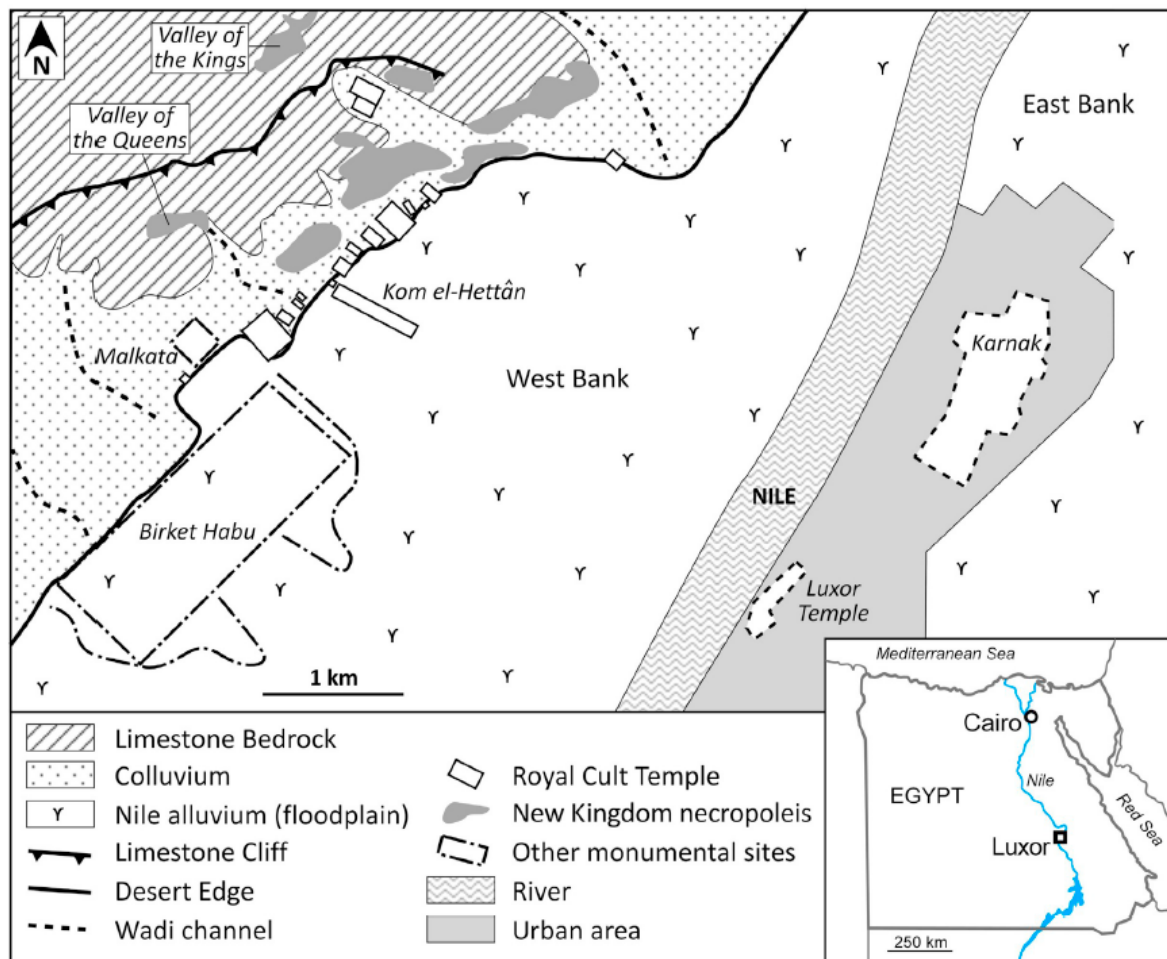 Valley of
the Kings
N
Valley of
the Queens
East Bank
Kom el-Hettân
Malkata
West Bank
Karnak
NILE
Birket Habu
Luxor
Temple
1 km
Limestone Bedrock
Colluvium
Nile alluvium (floodplain)
Limestone Cliff
Desert Edge
Wadi channel
Royal Cult Temple
New Kingdom necropoleis
Other monumental sites
River
Urban area
Mediterranean Sea
Cairo
Nile
EGYPT
Red Sea
Luxor
250 km